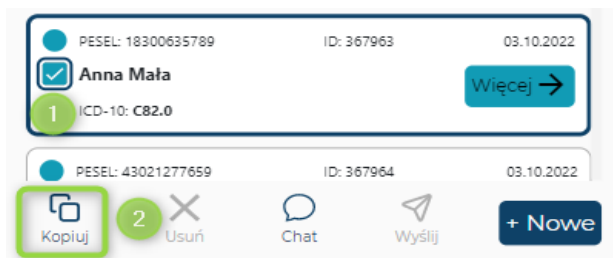 PESEL: 18300635789 ID: 367963 03.10.2022
Anna Mała
Więcej
1
ICD-10: C82.0
PESEL: 43021277659 ID: 367964 03.10.2022
2
Kopiuj Usuń Chat Wyślij + Nowe